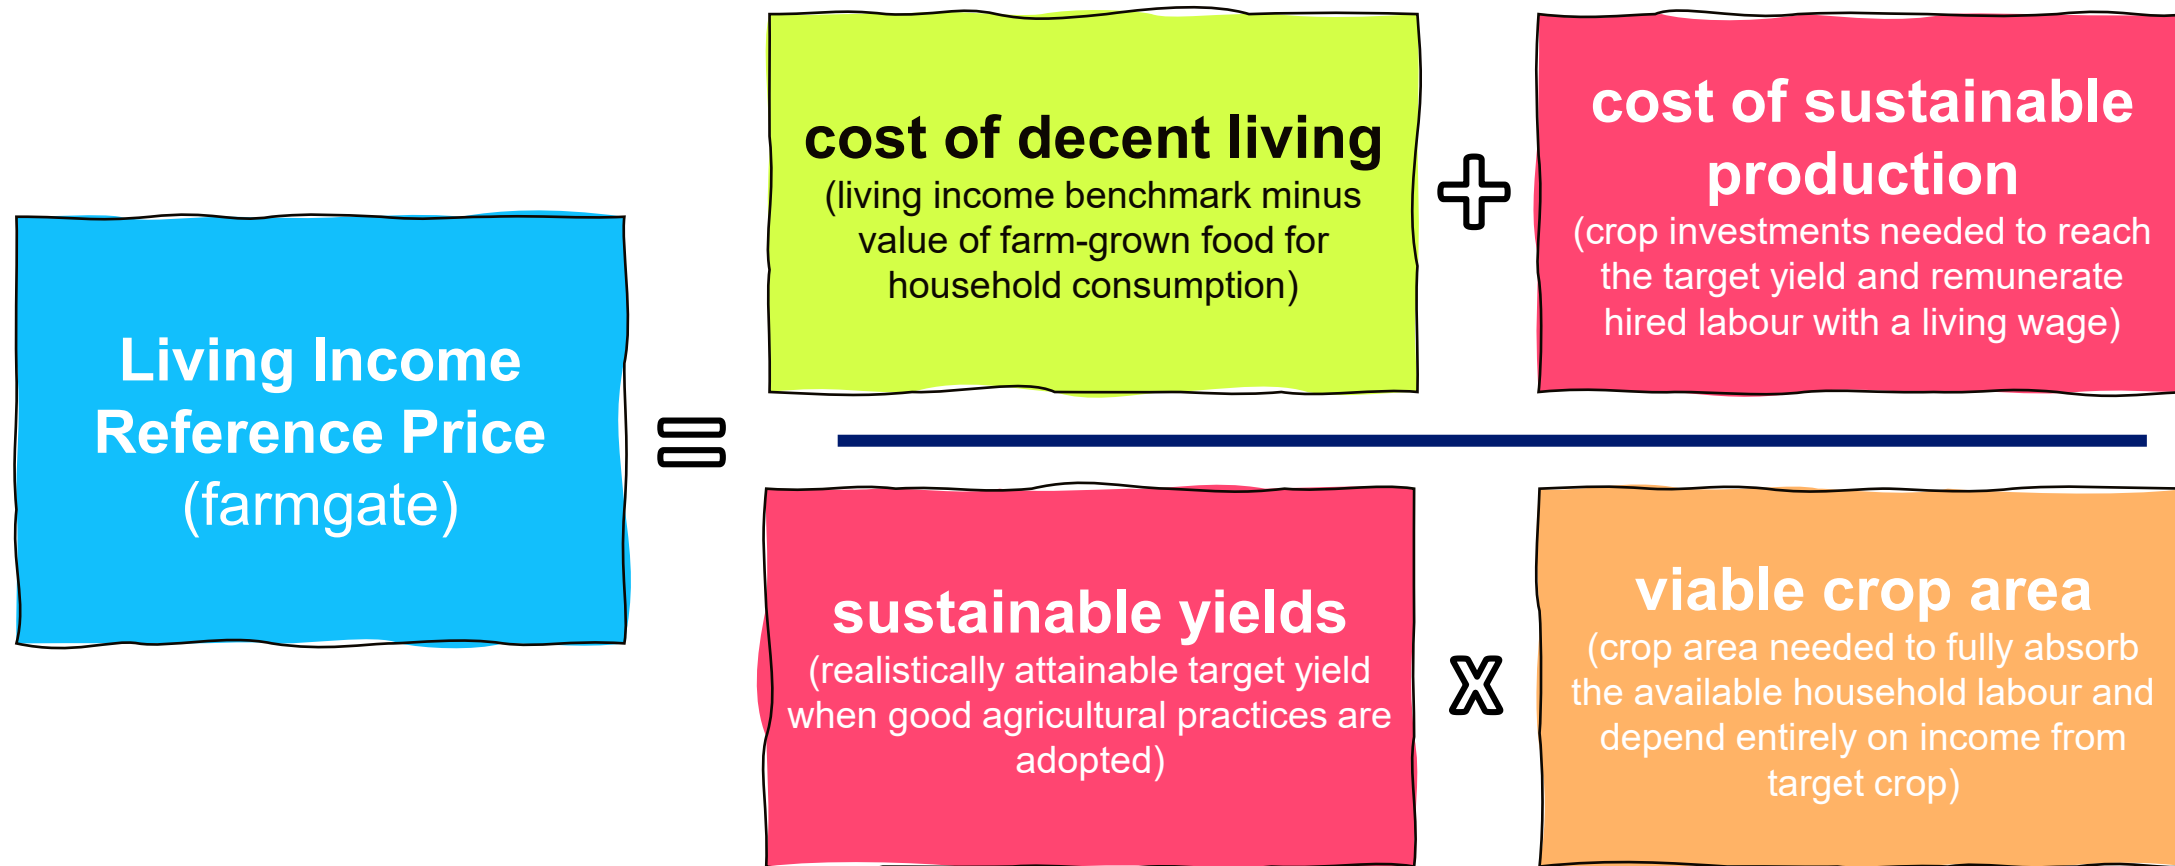 Living Income
Reference Price
(farmgate)
=
cost of decent living
(living income benchmark minus
value of farm-grown food for
household consumption)
+
cost of sustainable
production
(crop investments needed to reach
the target yield and remunerate
hired labour with a living wage)
sustainable yields
(realistically attainable target yield
when good agricultural practices are
adopted)
x
viable crop area
(crop area needed to fully absorb
the available household labour and
depend entirely on income from
target crop)